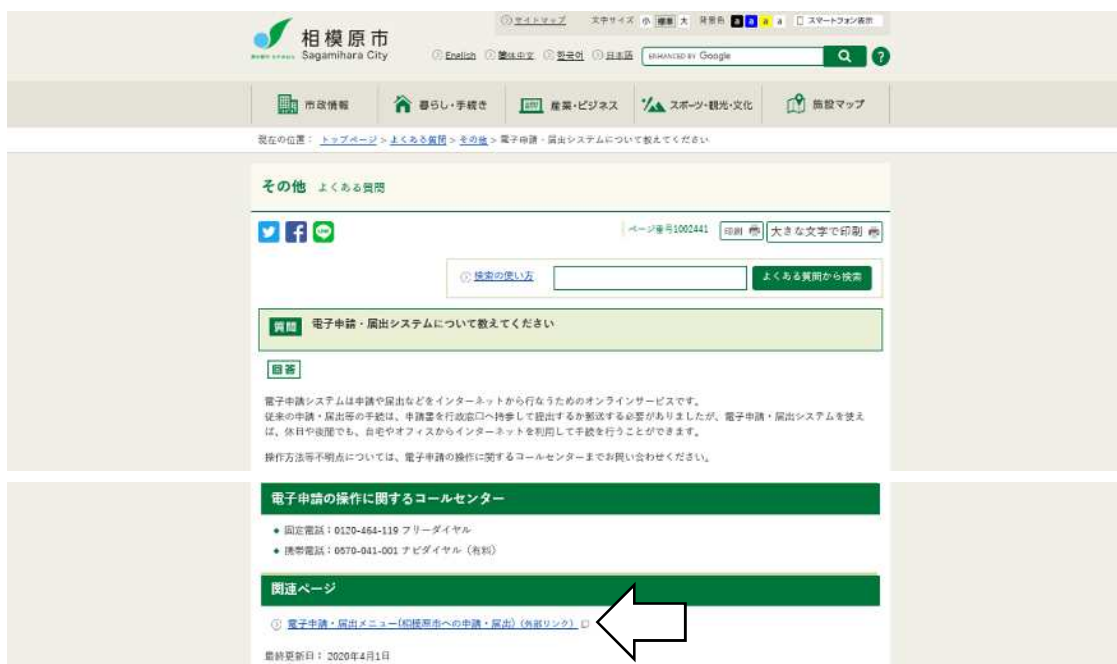 サイトマップ 文字サイズ 小 標準 大 背景色 a a a a スマートフォン表示
相模原市
Sagamihara City
English 簡体中文 한국어 日本語 ENHANCED BY Google ?
市政情報 暮らし・手続き 産業・ビジネス スポーツ・観光・文化 施設マップ
現在の位置： トップページ > よくある質問 > その他 > 電子申請・届出システムについて教えてください
その他 よくある質問
ページ番号1002441 印刷 大きな文字で印刷
検索の使い方 よくある質問から検索
質問 電子申請・届出システムについて教えてください
回答
電子申請システムは申請や届出などをインターネットから行なうためのオンラインサービスです。
従来の申請・届出等の手続は、申請書を行政窓口へ持参して提出するか郵送する必要がありましたが、電子申請・届出システムを使え
ば、休日や夜間でも、自宅やオフィスからインターネットを利用して手続を行うことができます。
操作方法等不明点については、電子申請の操作に関するコールセンターまでお問い合わせください。
電子申請の操作に関するコールセンター
固定電話：0120-464-119 フリーダイヤル
携帯電話：0570-041-001 ナビダイヤル（有料）
関連ページ
電子申請・届出メニュー(相模原市への申請・届出)（外部リンク）
最終更新日： 2020年4月1日